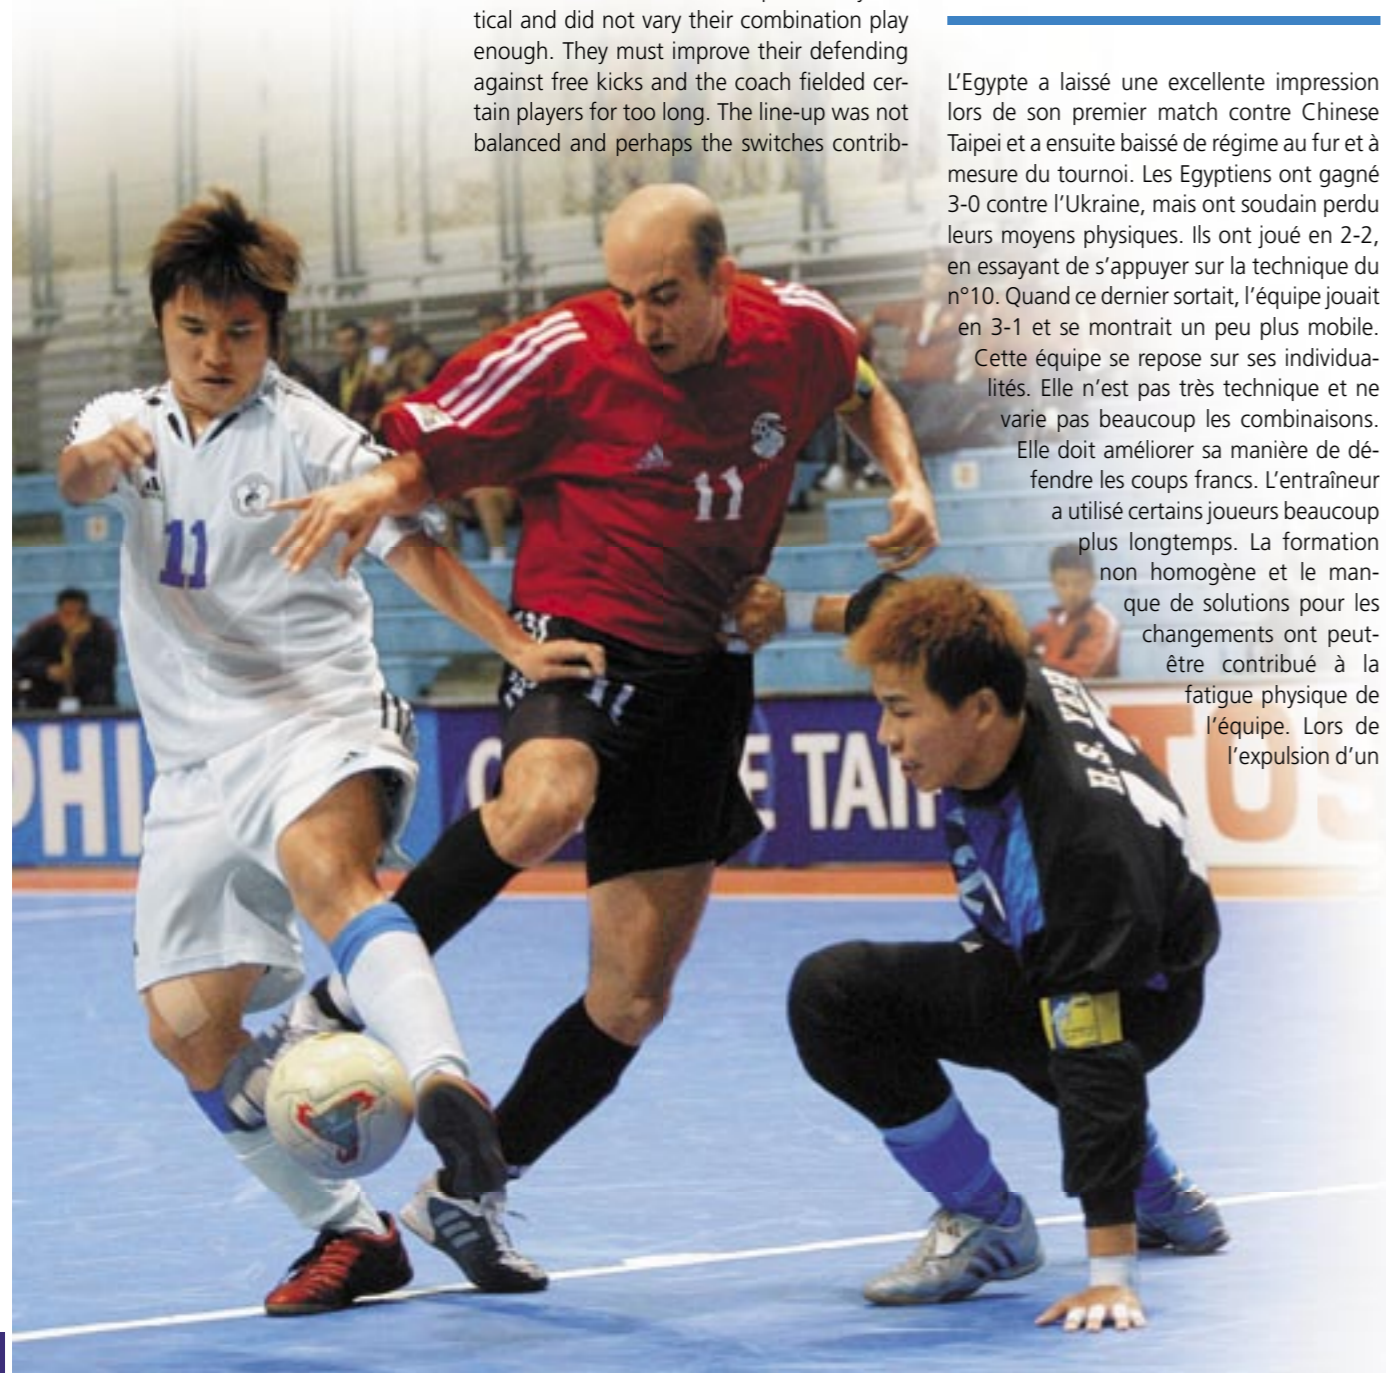 tical and did not vary their combination play
enough. They must improve their defending
against free kicks and the coach fielded cer-
tain players for too long. The line-up was not
balanced and perhaps the switches contrib-
L'Egypte a laissé une excellente impression
lors de son premier match contre Chinese
Taipei et a ensuite baissé de régime au fur et à
mesure du tournoi. Les Egyptiens ont gagné
3-0 contre l'Ukraine, mais ont soudain perdu
leurs moyens physiques. Ils ont joué en 2-2,
en essayant de s'appuyer sur la technique du
n°10. Quand ce dernier sortait, l'équipe jouait
en 3-1 et se montrait un peu plus mobile.
Cette équipe se repose sur ses individua-
lités. Elle n'est pas très technique et ne
varie pas beaucoup les combinaisons.
Elle doit améliorer sa manière de dé-
fendre les coups francs. L'entraîneur
a utilisé certains joueurs beaucoup
plus longtemps. La formation
non homogène et le man-
que de solutions pour les
changements ont peut-
être contribué à la
fatigue physique de
l'équipe. Lors de
l'expulsion d'un
11
11
11